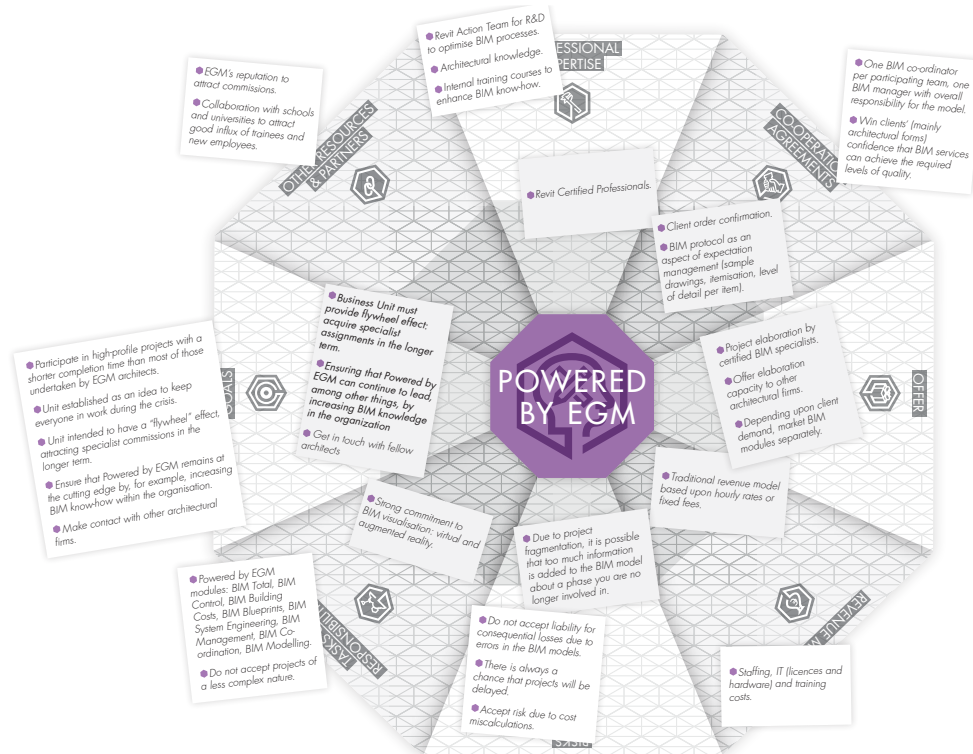 Revit Action Team for R&D
to optimise BIM processes.
Architectural knowledge.
Internal training courses to
enhance BIM know-how.
ESSIONAL
PERTISE
Revit Certified Professionals.
EGM's reputation to
attract commissions.
Collaboration with schools
and universities to attract
good influx of trainees and
new employees.
OTHER RESOURCES
& PARTNERS
One BIM co-ordinator
per participating team, one
BIM manager with overall
responsibility for the model.
Win clients' (mainly
architectural forms)
confidence that BIM services
can achieve the required
levels of quality.
COOPERATIO
AGREEMENTS
Client order confirmation.
BIM protocol as an
aspect of expectation
management (sample
drawings, itemisation, level
of detail per item).
Business Unit must
provide flywheel effect:
acquire specialist
assignments in the longer
term.
Ensuring that Powered by
EGM can continue to lead,
among other things, by
increasing BIM knowledge
in the organization
Get in touch with fellow
architects
Participate in high-profile projects with a
shorter completion time than most of those
undertaken by EGM architects.
Unit established as an idea to keep
everyone in work during the crisis.
Unit intended to have a "flywheel" effect,
attracting specialist commissions in the
longer term.
Ensure that Powered by EGM remains at
the cutting edge by, for example, increasing
BIM know-how within the organisation.
Make contact with other architectural
firms.
GOALS
POWERED
BY EGM
Project elaboration by
certified BIM specialists.
Offer elaboration
capacity to other
architectural firms.
Depending upon client
demand, market BIM
modules separately.
OFFER
Traditional revenue model
based upon hourly rates or
fixed fees.
Strong commitment to
BIM visualisation: virtual and
augmented reality.
Due to project
fragmentation, it is possible
that too much information
is added to the BIM model
about a phase you are no
longer involved in.
Powered by EGM
modules: BIM Total, BIM
Control, BIM Building
Costs, BIM Blueprints, BIM
System Engineering, BIM
Management, BIM Co-
ordination, BIM Modelling.
Do not accept projects of
a less complex nature.
TASKS
RESPONSIBILI
Do not accept liability for
consequential losses due to
errors in the BIM models.
There is always a
chance that projects will be
delayed.
Accept risk due to cost
miscalculations.
RISKS
REVENUE
Staffing, IT (licences and
hardware) and training
costs.